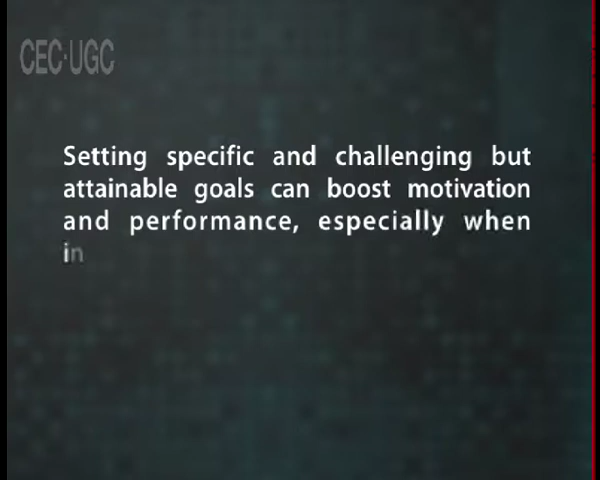 CEC-UGC
Setting specific and challenging but
attainable goals can boost motivation
and performance, especially when
in